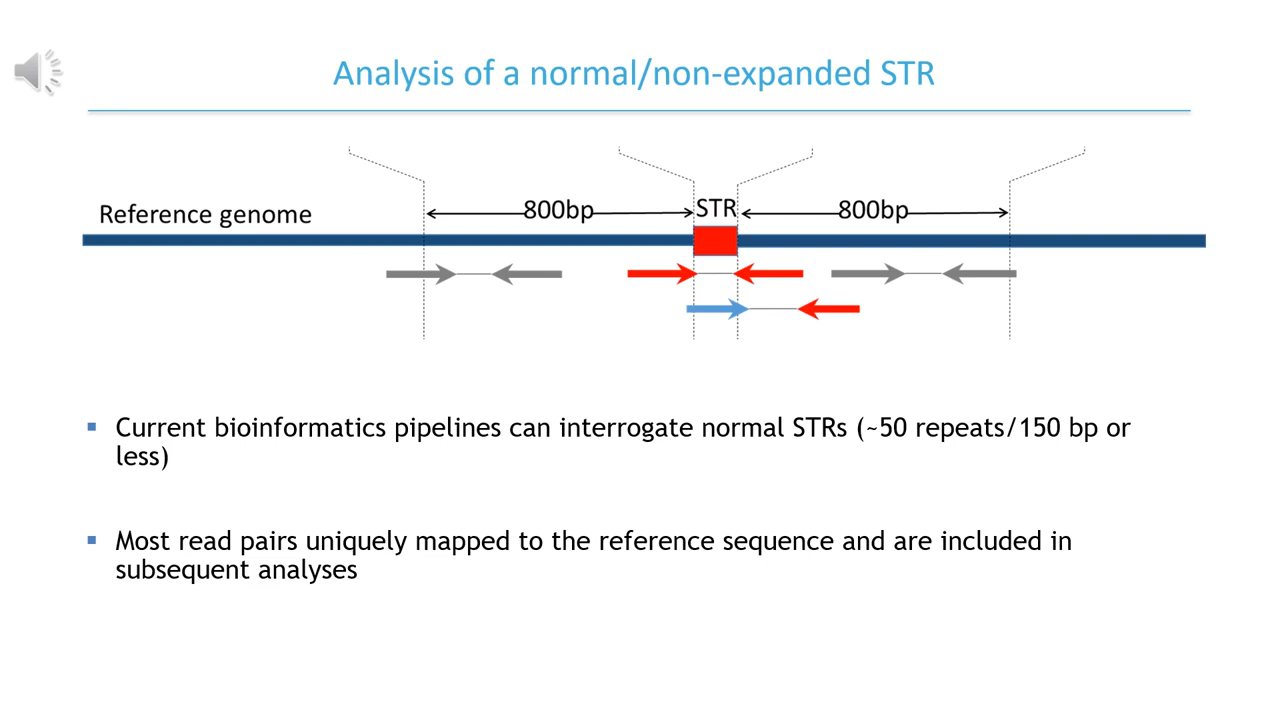 Analysis of a normal/non-expanded STR
Reference genome
800bp
STR
800bp
▪ Current bioinformatics pipelines can interrogate normal STRs (~50 repeats/150 bp or
less)
▪ Most read pairs uniquely mapped to the reference sequence and are included in
subsequent analyses